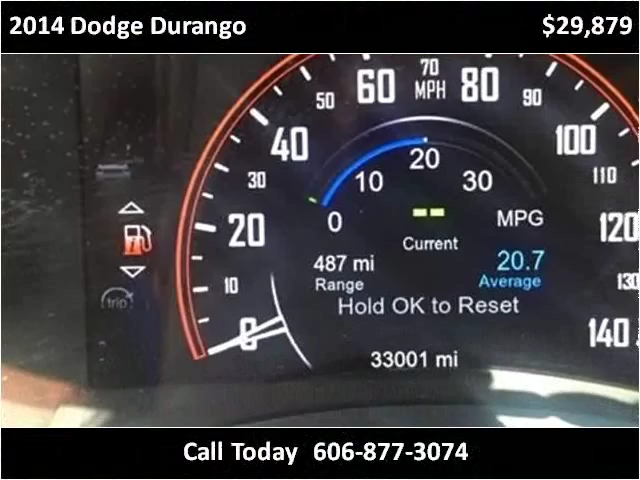 2014 Dodge Durango $29,879
70
60 MPH 80
50 90
40 100
20
30 10 30 110
0 -- MPG
20 120
Current
487 mi 20.7
Range Average
10 130
Hold OK to Reset
trip
0 140
33001 mi
Call Today 606-877-3074